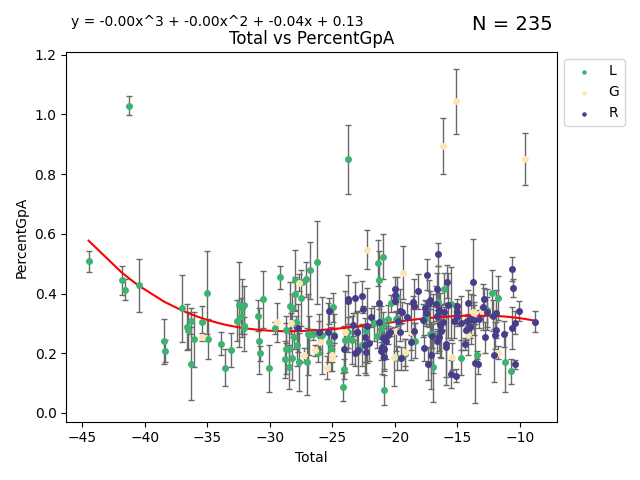 y = -0.00x^3 + -0.00x^2 + -0.04x + 0.13
N = 235
Total vs PercentGpA
L
G
R
PercentGpA
1.2
1.0
0.8
0.6
0.4
0.2
0.0
−45 −40 −35 −30 −25 −20 −15 −10
Total